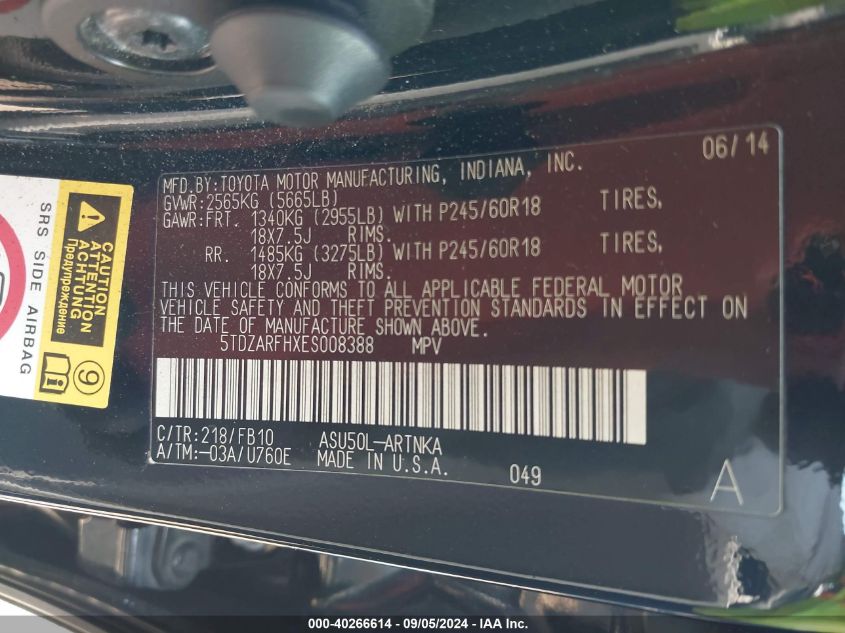 06/14
MFD.BY:TOYOTA MOTOR MANUFACTURING, INDIANA, INC.
GVWR:2565KG (5665LB)
GAWR:FRT. 1340KG (2955LB) WITH P245/60R18 TIRES,
18X7.5J RIMS.
RR. 1485KG (3275LB) WITH P245/60R18 TIRES,
18X7.5J RIMS.
THIS VEHICLE CONFORMS TO ALL APPLICABLE FEDERAL MOTOR
VEHICLE SAFETY AND THEFT PREVENTION STANDARDS IN EFFECT ON
THE DATE OF MANUFACTURE SHOWN ABOVE.
5TDZARFHXES008388 MPV
C/TR:218/FB10 ASU50L-ARTNKA
A/TM:-03A/U760E MADE IN U.S.A.
049
A
SRS SIDE AIRBAG
CAUTION
ATTENTION
ACHTUNG
Предупреждение
9
000-40266614 - 09/05/2024 - IAA Inc.